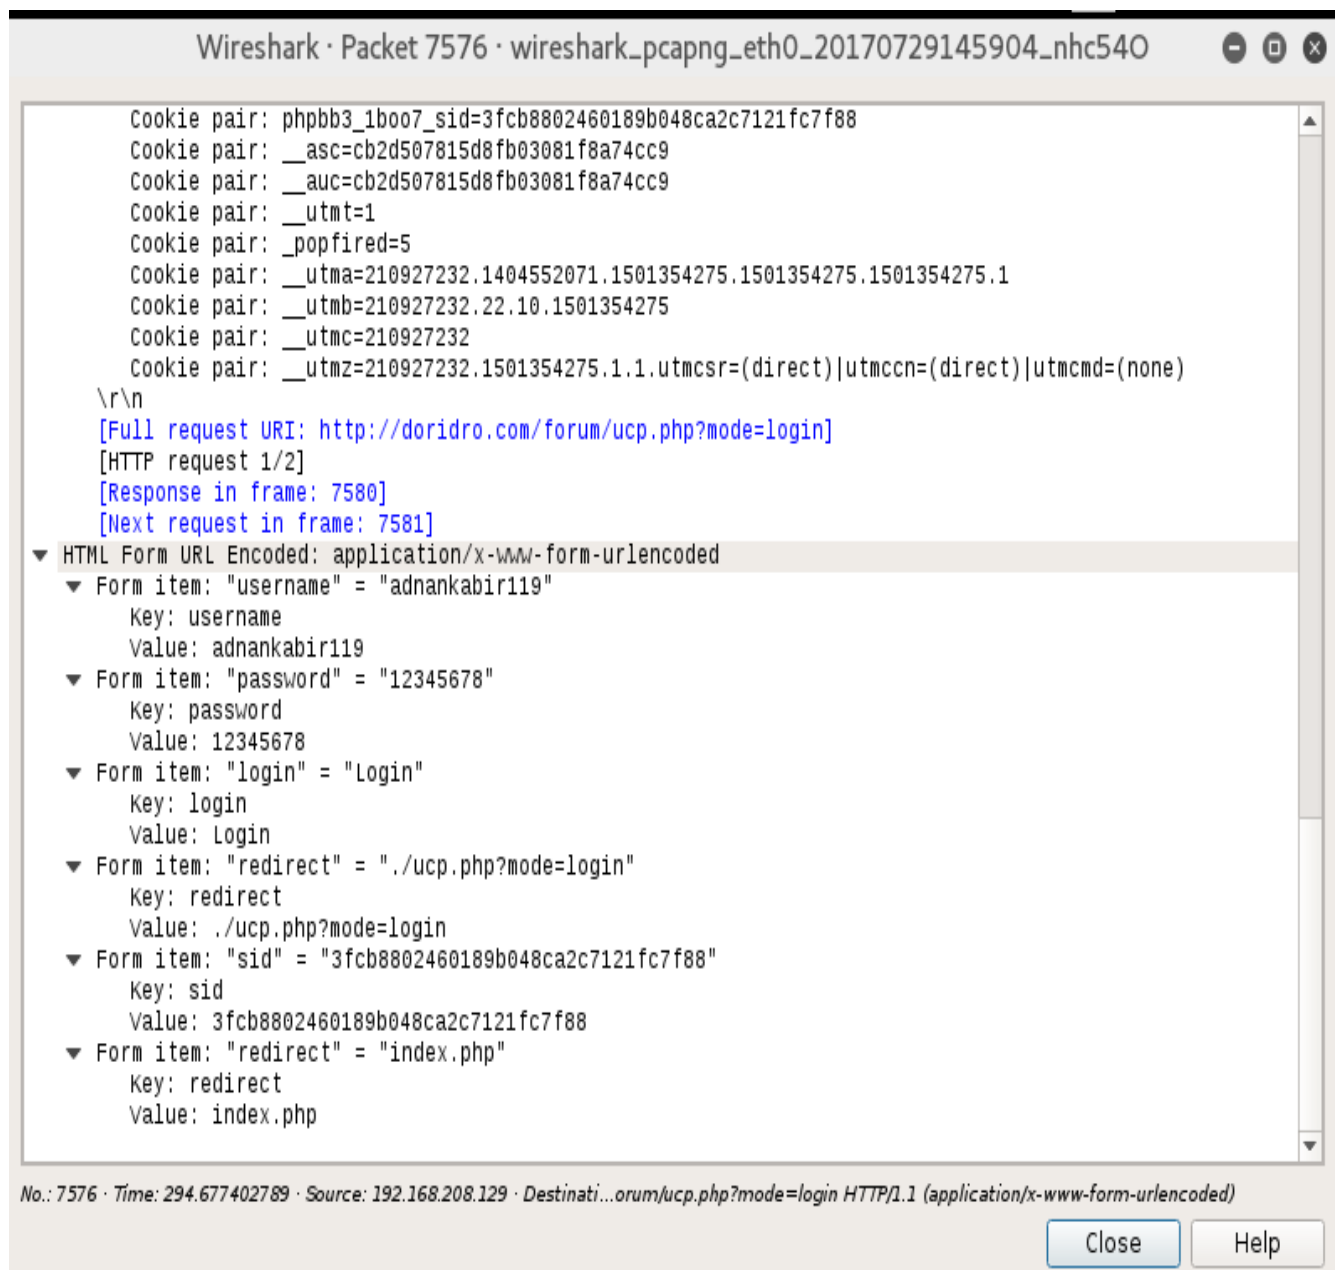 Wireshark · Packet 7576 · wireshark_pcapng_eth0_20170729145904_nhc54O
Cookie pair: phpbb3_1boo7_sid=3fcb8802460189b048ca2c7121fc7f88
Cookie pair: __asc=cb2d507815d8fb03081f8a74cc9
Cookie pair: __auc=cb2d507815d8fb03081f8a74cc9
Cookie pair: __utmt=1
Cookie pair: _popfired=5
Cookie pair: __utma=210927232.1404552071.1501354275.1501354275.1501354275.1
Cookie pair: __utmb=210927232.22.10.1501354275
Cookie pair: __utmc=210927232
Cookie pair: __utmz=210927232.1501354275.1.1.utmcsr=(direct)|utmccn=(direct)|utmcmd=(none)
\r\n
[Full request URI: http://doridro.com/forum/ucp.php?mode=login]
[HTTP request 1/2]
[Response in frame: 7580]
[Next request in frame: 7581]
HTML Form URL Encoded: application/x-www-form-urlencoded
Form item: "username" = "adnankabir119"
Key: username
Value: adnankabir119
Form item: "password" = "12345678"
Key: password
Value: 12345678
Form item: "login" = "Login"
Key: login
Value: Login
Form item: "redirect" = "./ucp.php?mode=login"
Key: redirect
Value: ./ucp.php?mode=login
Form item: "sid" = "3fcb8802460189b048ca2c7121fc7f88"
Key: sid
Value: 3fcb8802460189b048ca2c7121fc7f88
Form item: "redirect" = "index.php"
Key: redirect
Value: index.php
No.: 7576 · Time: 294.677402789 · Source: 192.168.208.129 · Destinati...orum/ucp.php?mode=login HTTP/1.1 (application/x-www-form-urlencoded)
Close
Help